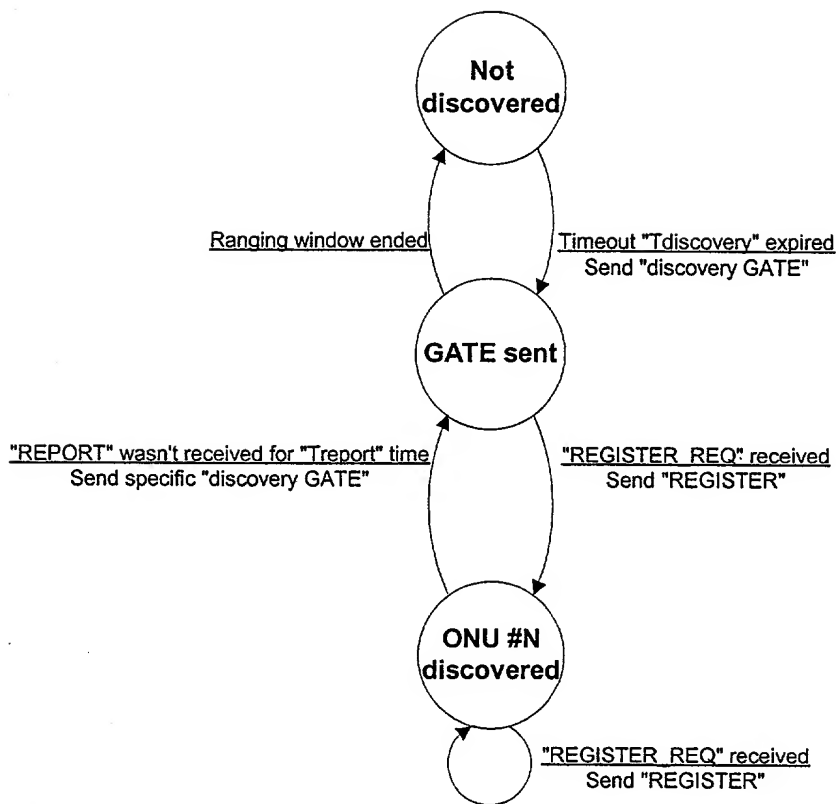 Not
discovered
Ranging window ended
Timeout "Tdiscovery" expired
Send "discovery GATE"
GATE sent
"REPORT" wasn't received for "Treport" time
Send specific "discovery GATE"
"REGISTER_REQ" received
Send "REGISTER"
ONU #N
discovered
"REGISTER_REQ" received
Send "REGISTER"